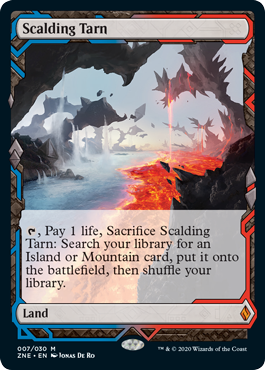 Scalding Tarn
, Pay 1 life, Sacrifice Scalding
Tarn: Search your library for an
Island or Mountain card, put it onto
the battlefield, then shuffle your
library.
Land
007/030 M
ZNE • EN Jonas De Ro
™ & © 2020 Wizards of the Coast